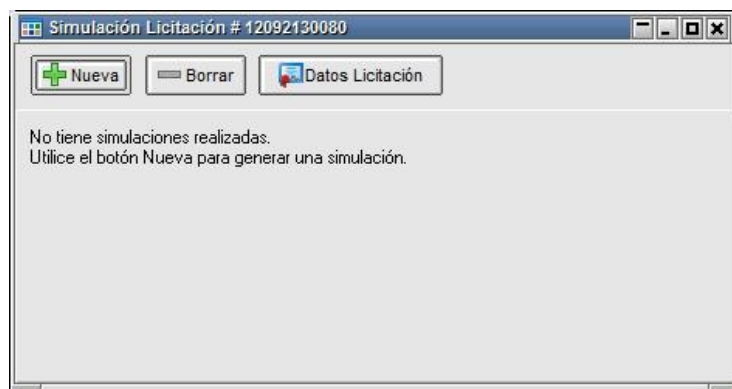 Simulación Licitación # 12092130080
Nueva Borrar Datos Licitación
No tiene simulaciones realizadas.
Utilice el botón Nueva para generar una simulación.